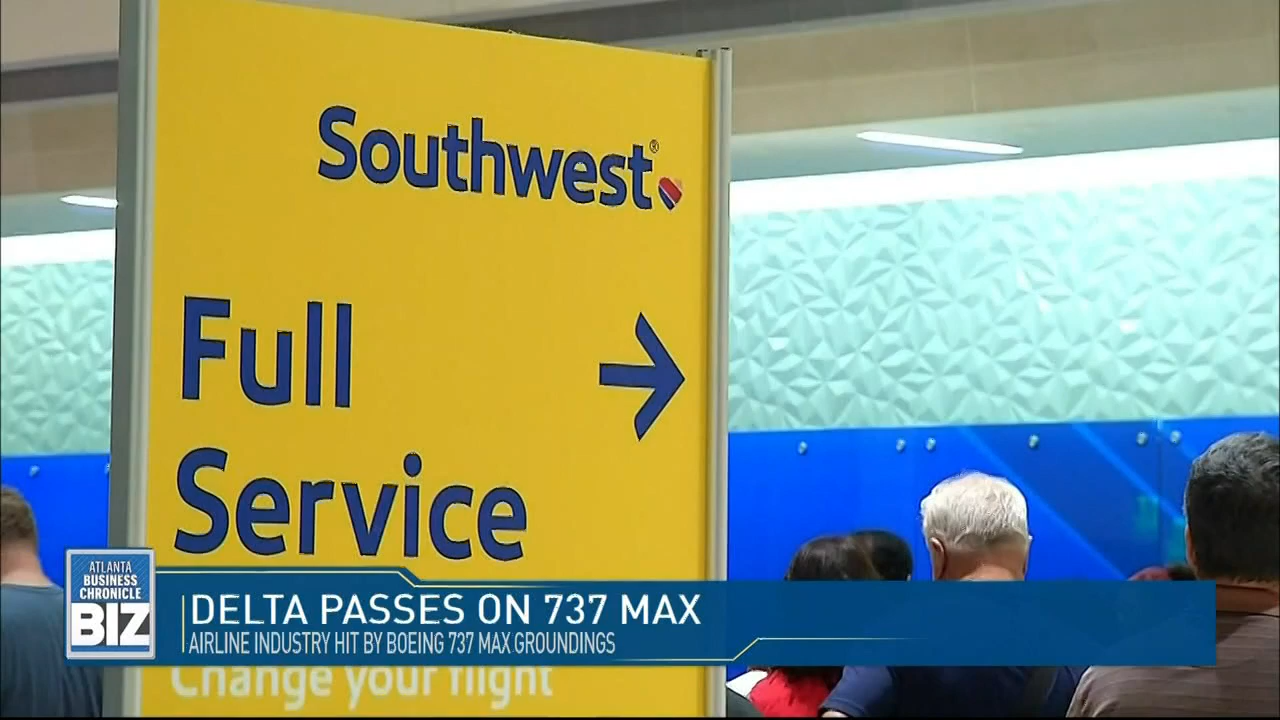 Southwest®
Full
Service
Change your flight
ATLANTA
BUSINESS
CHRONICLE
BIZ
DELTA PASSES ON 737 MAX
AIRLINE INDUSTRY HIT BY BOEING 737 MAX GROUNDINGS